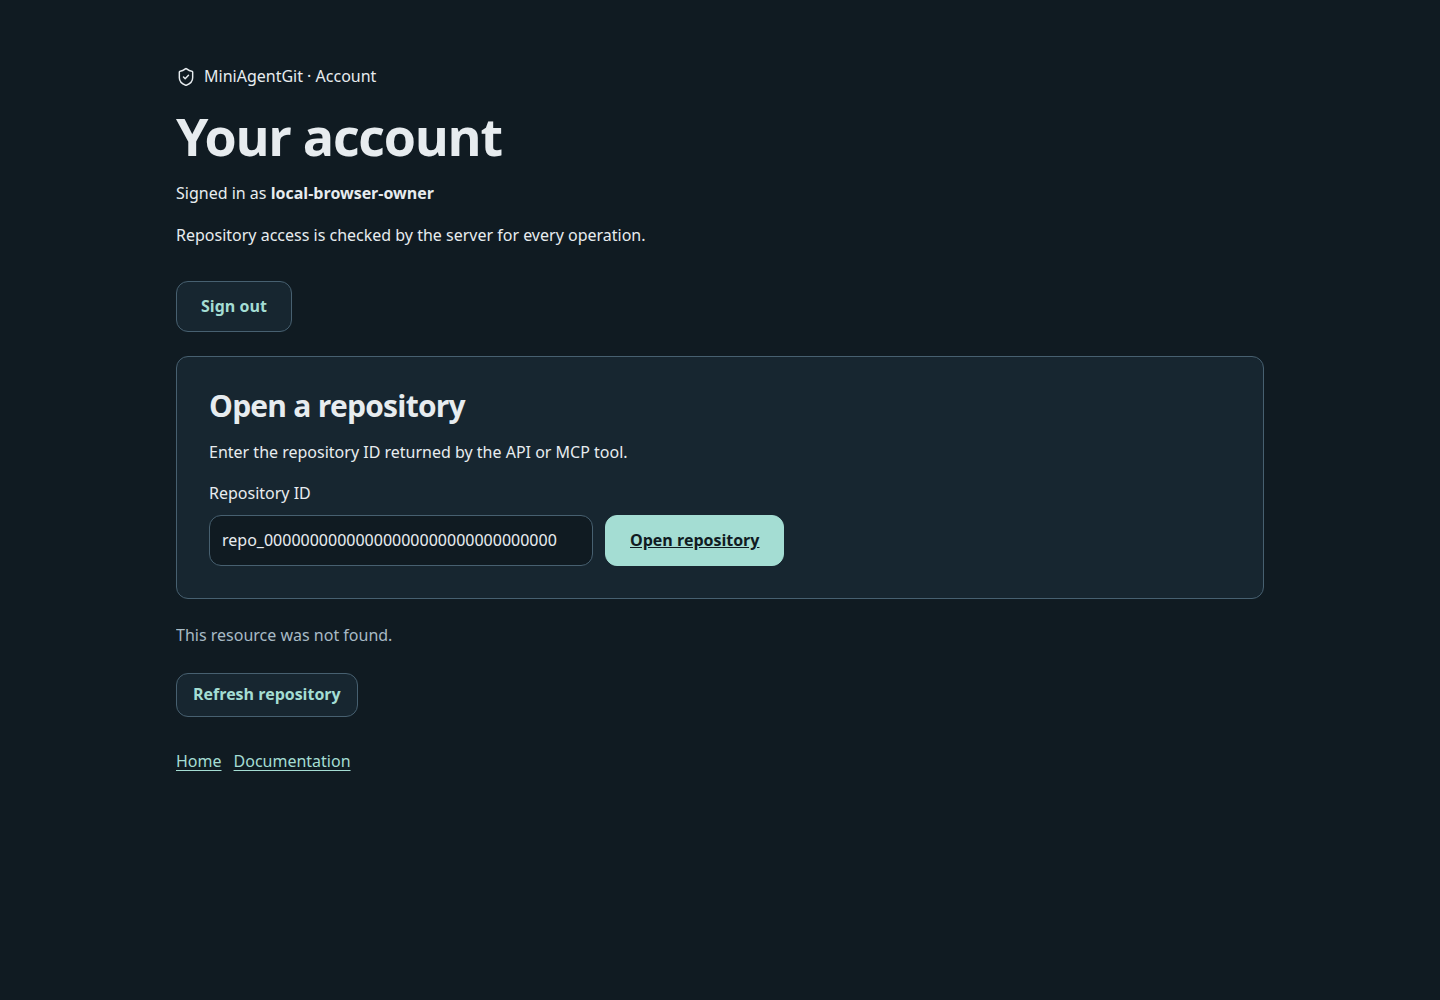 MiniAgentGit · Account
Your account
Signed in as local-browser-owner
Repository access is checked by the server for every operation.
Sign out
Open a repository
Enter the repository ID returned by the API or MCP tool.
Repository ID
repo_00000000000000000000000000000000
Open repository
This resource was not found.
Refresh repository
Home Documentation